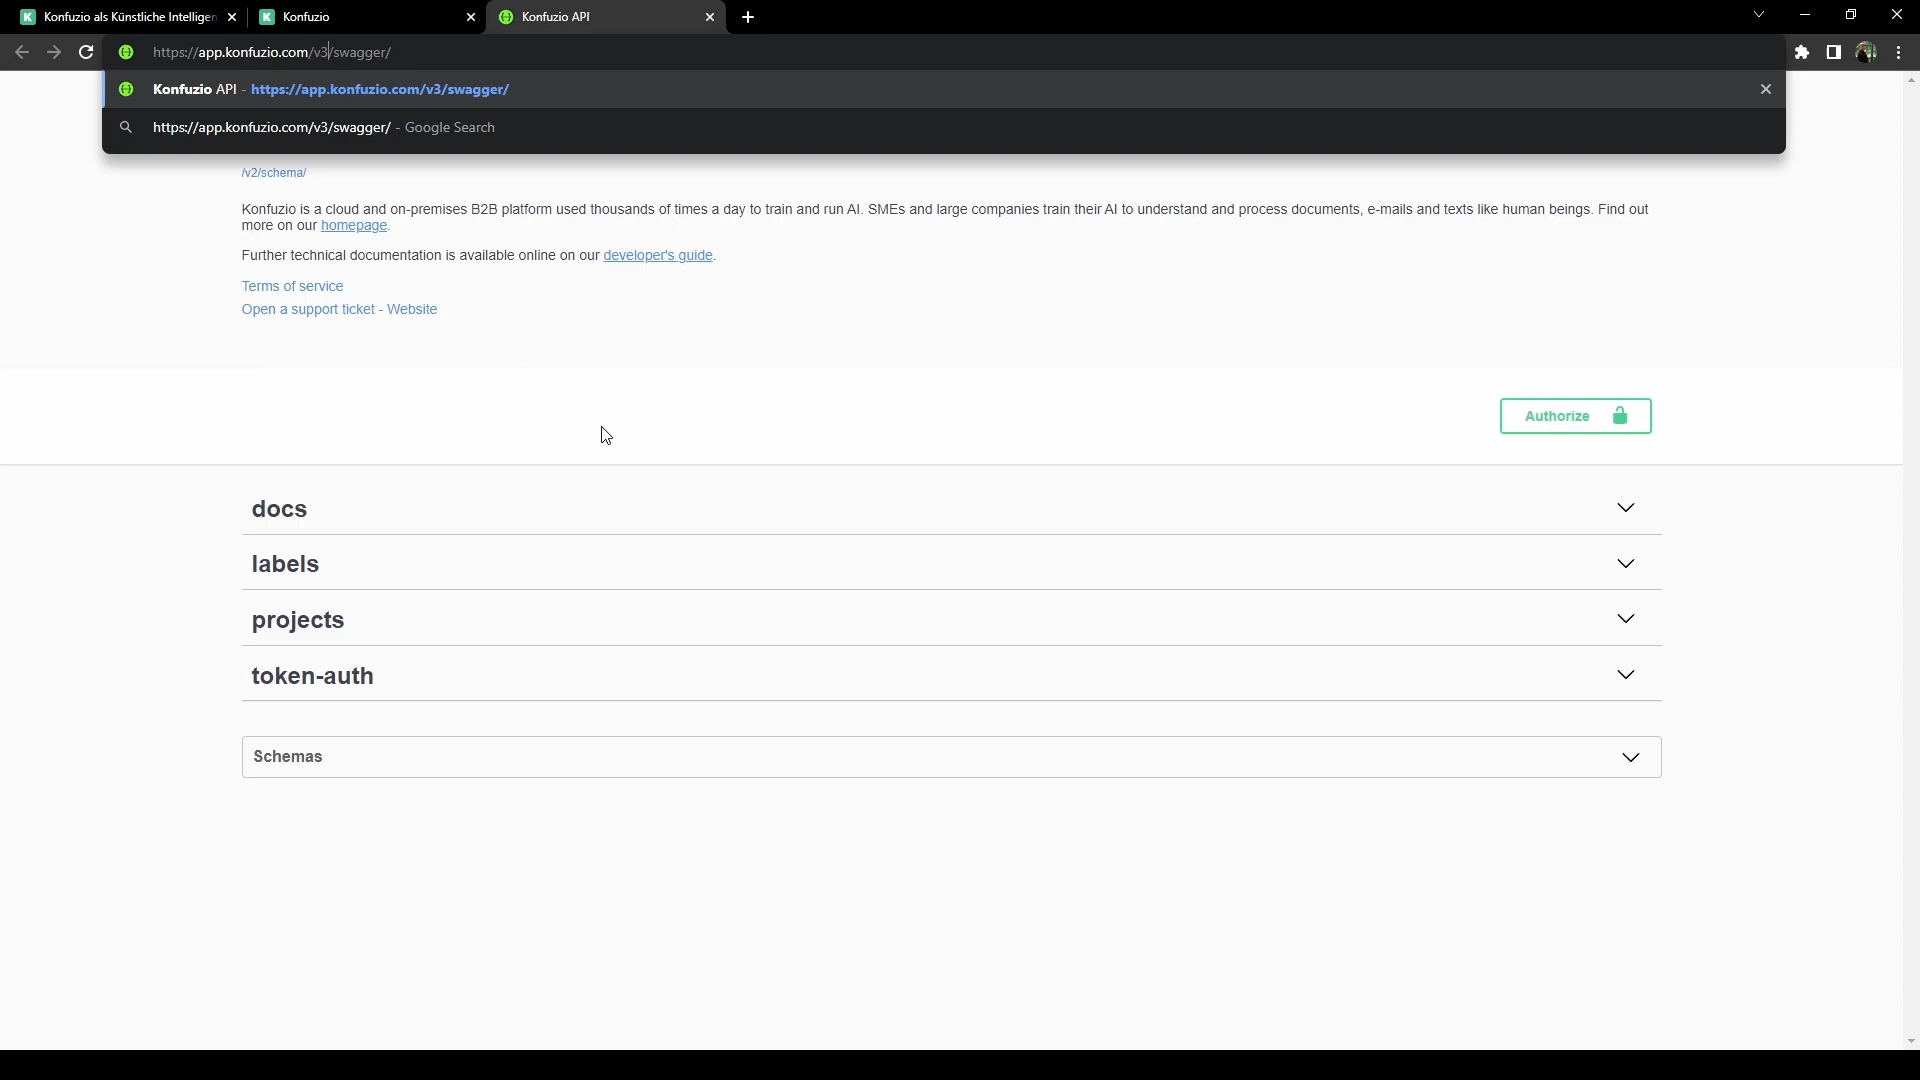 Konfuzio als Künstliche Intelligen
Konfuzio
Konfuzio API
https://app.konfuzio.com/v3/swagger/
Konfuzio API - https://app.konfuzio.com/v3/swagger/
https://app.konfuzio.com/v3/swagger/ - Google Search
/v2/schema/
Konfuzio is a cloud and on-premises B2B platform used thousands of times a day to train and run AI. SMEs and large companies train their AI to understand and process documents, e-mails and texts like human beings. Find out
more on our homepage.
Further technical documentation is available online on our developer's guide.
Terms of service
Open a support ticket - Website
Authorize
docs
labels
projects
token-auth
Schemas